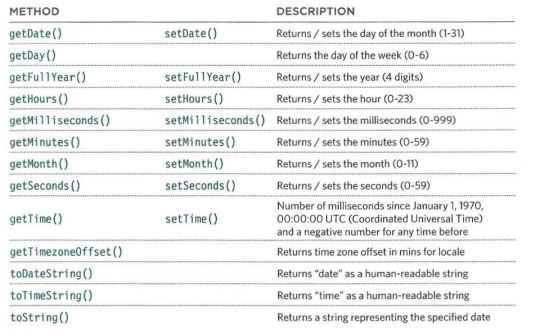 METHOD DESCRIPTION
getDate() setDate() Returns / sets the day of the month (1-31)
getDay() Returns the day of the week (0-6)
getFullYear() setFullYear() Returns / sets the year (4 digits)
getHours() setHours() Returns / sets the hour (0-23)
getMilliseconds() setMilliseconds() Returns / sets the milliseconds (0-999)
getMinutes() setMinutes() Returns / sets the minutes (0-59)
getMonth() setMonth() Returns / sets the month (0-11)
getSeconds() setSeconds() Returns / sets the seconds (0-59)
Number of milliseconds since January 1, 1970,
getTime() setTime() 00:00:00 UTC (Coordinated Universal Time)
and a negative number for any time before
getTimezoneOffset() Returns time zone offset in mins for locale
toDateString() Returns "date" as a human-readable string
toTimeString() Returns "time" as a human-readable string
toString() Returns a string representing the specified date